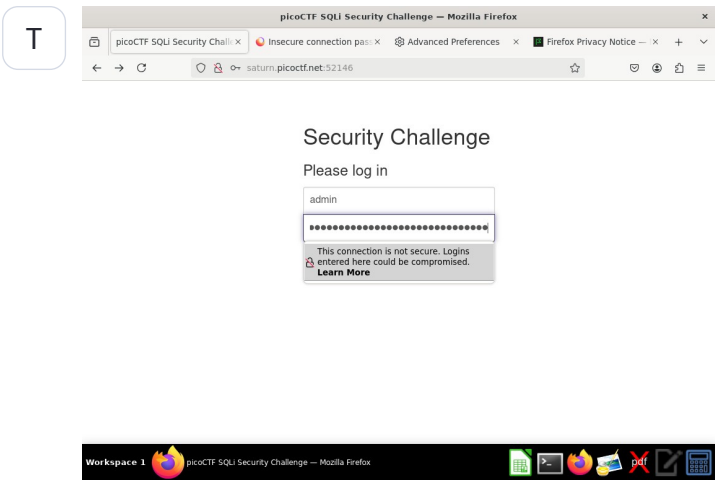 T
picoCTF SQLi Security Challenge — Mozilla Firefox
picoCTF SQLi Security Challe
Insecure connection pass
Advanced Preferences
Firefox Privacy Notice —
saturn.picoctf.net:52146
Security Challenge
Please log in
admin
This connection is not secure. Logins
entered here could be compromised.
Learn More
Workspace 1
picoCTF SQLi Security Challenge — Mozilla Firefox
pdf